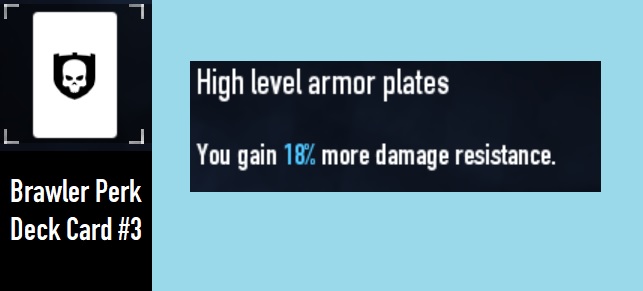 Brawler Perk
Deck Card #3
High level armor plates
You gain 18% more damage resistance.